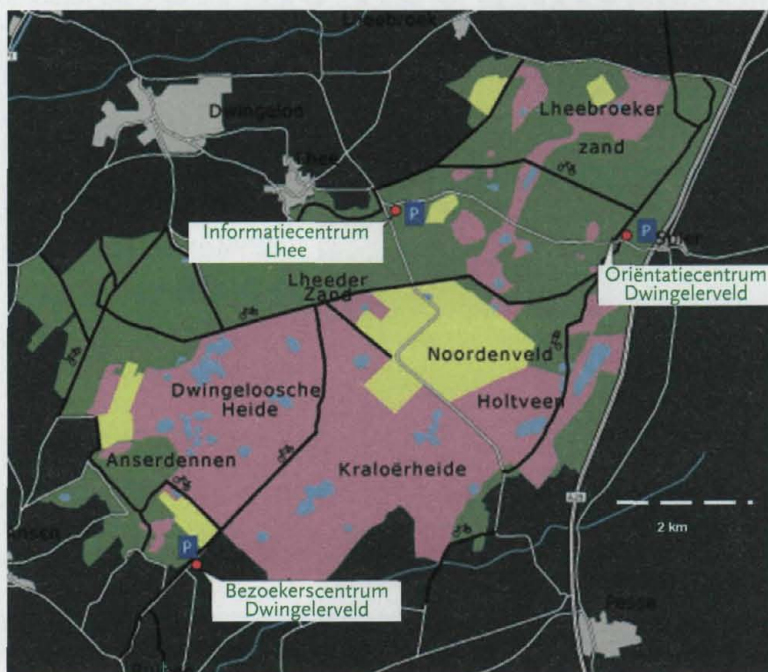 Lheebroek
Dwingeloo
Lheebroeker
zand
Lhee
P
Informatiecentrum
Lhee
P
Spier
Oriëntatiecentrum
Dwingelerveld
Lheeder
Zand
Noordenveld
Dwingeloosche
Heide
Holtveen
Anserdennen
Kraloërheide
A28
2 km
P
Bezoekerscentrum
Dwingelerveld
Pesse